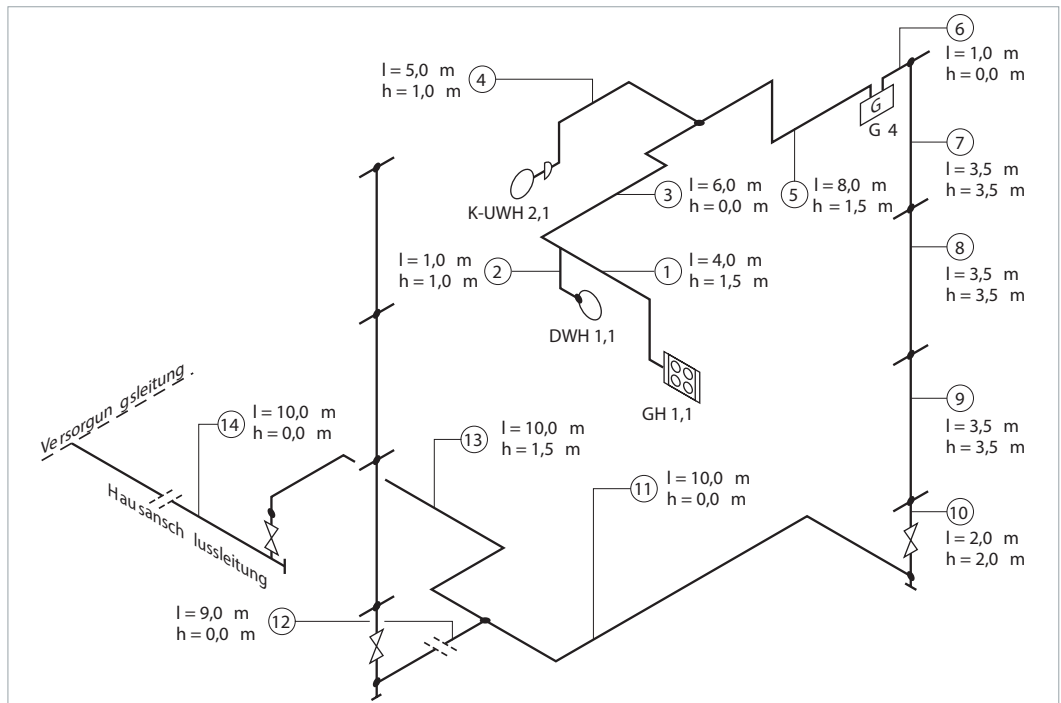 6
l = 1,0 m
h = 0,0 m
l = 5,0 m
h = 1,0 m
4
G
G 4
7
l = 3,5 m
h = 3,5 m
3
l = 6,0 m
h = 0,0 m
5
l = 8,0 m
h = 1,5 m
K-UWH 2,1
8
l = 3,5 m
h = 3,5 m
l = 1,0 m
h = 1,0 m
2
1
l = 4,0 m
h = 1,5 m
DWH 1,1
GH 1,1
9
l = 3,5 m
h = 3,5 m
Versorgun gsleitung
14
l = 10,0 m
h = 0,0 m
13
l = 10,0 m
h = 1,5 m
11
l = 10,0 m
h = 0,0 m
10
l = 2,0 m
h = 2,0 m
Hausansch lussleitung
l = 9,0 m
h = 0,0 m
12